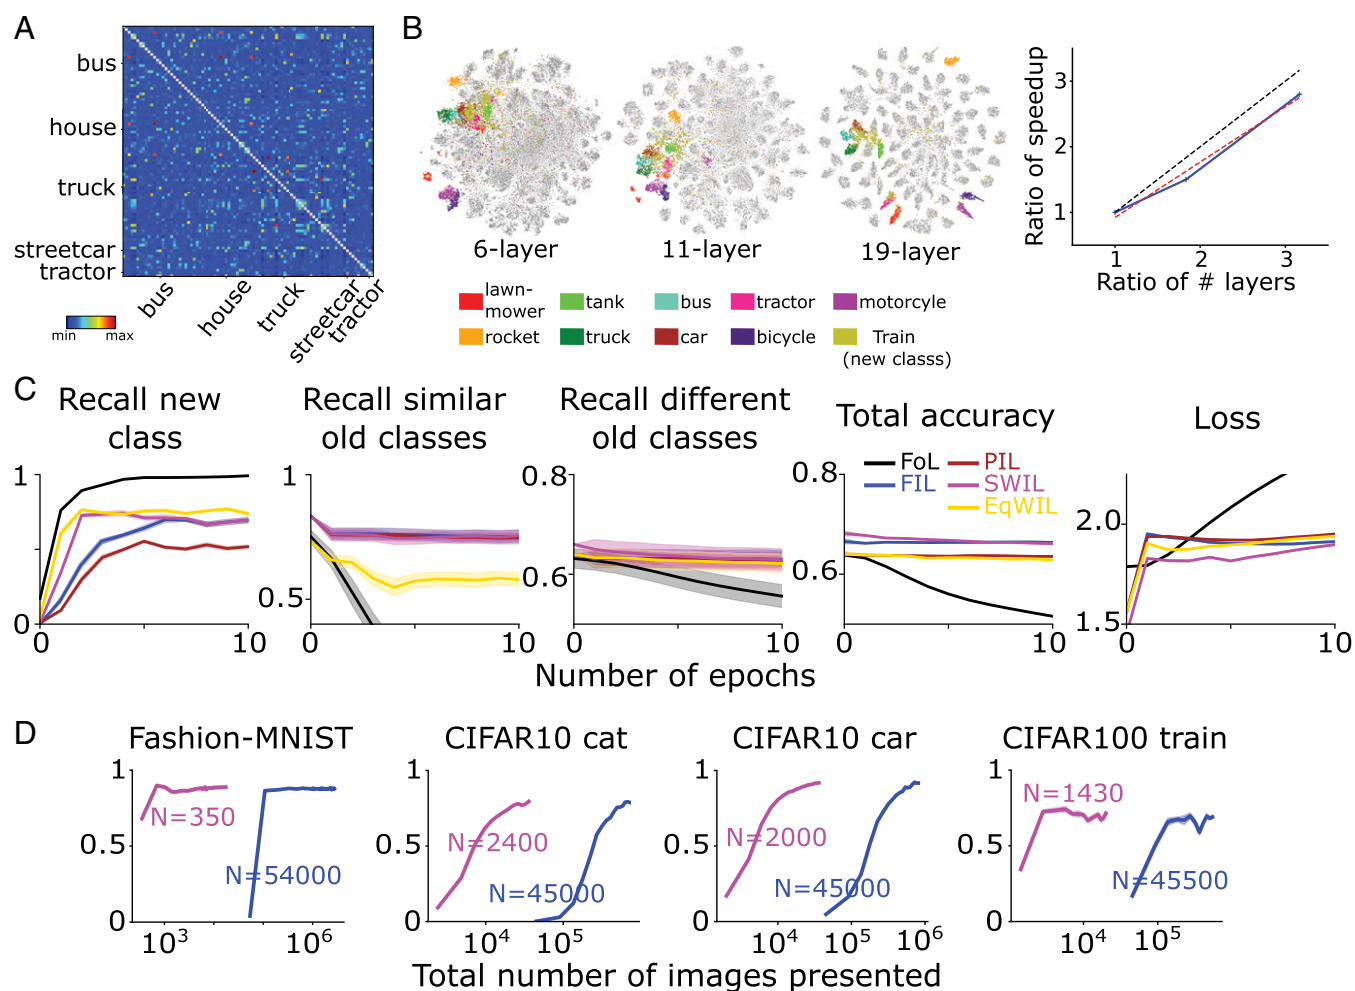 A
bus
house
truck
streetcar
tractor
bus
house
truck
streetcar
tractor
min
max
B
6-layer
11-layer
19-layer
lawn-
mower
tank
bus
tractor
motorcyle
rocket
truck
car
bicycle
Train
(new classs)
Ratio of speedup
3
2
1
1
2
3
Ratio of # layers
C
Recall new
class
Recall similar
old classes
Recall different
old classes
Total accuracy
Loss
FoL
FIL
PIL
SWIL
EqWIL
1
0
0
10
1
0.5
0
10
0.8
0.6
0
10
0.8
0.6
0
10
2.0
1.5
0
10
Number of epochs
D
Fashion-MNIST
CIFAR10 cat
CIFAR10 car
CIFAR100 train
1
0.5
0
N=350
N=54000
10³
10⁶
1
0.5
0
N=2400
N=45000
10⁴
10⁵
1
0.5
0
N=2000
N=45000
10⁴
10⁵
10⁶
1
0.5
0
N=1430
N=45500
10⁴
10⁵
Total number of images presented